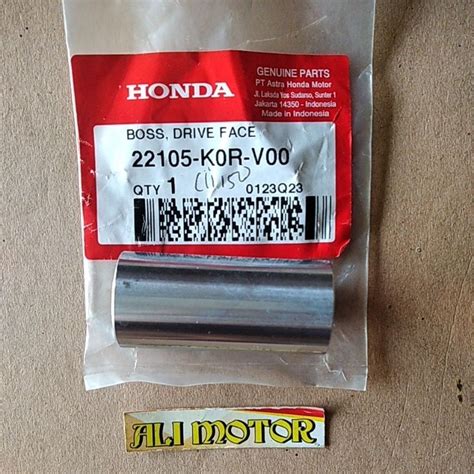 HONDA
GENUINE PARTS
PT Astra Honda Motor
Jl. Laksda Yos Sudarso, Sunter 1
Jakarta 14350 - Indonesia
Made in Indonesia
BOSS, DRIVE FACE
22105-K0R-V00
QTY 1
0123Q23
ALI MOTOR